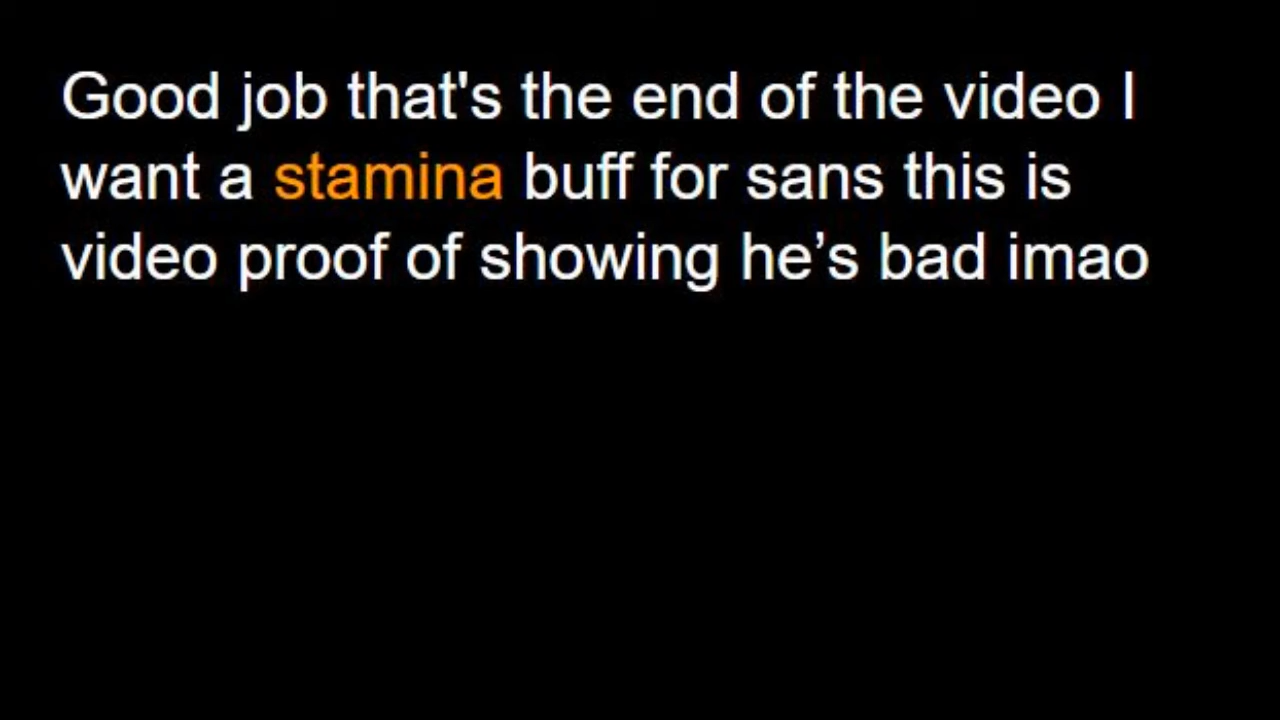 Good job that's the end of the video I
want a stamina buff for sans this is
video proof of showing he’s bad imao